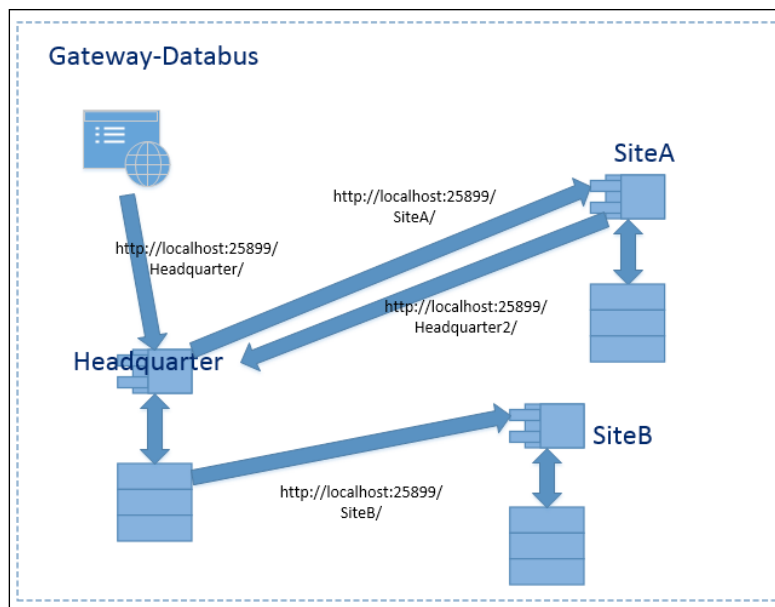 Gateway-Databus
SiteA
http://localhost:25899/
SiteA/
http://localhost:25899/
Headquarter/
http://localhost:25899/
Headquarter2/
Headquarter
SiteB
http://localhost:25899/
SiteB/